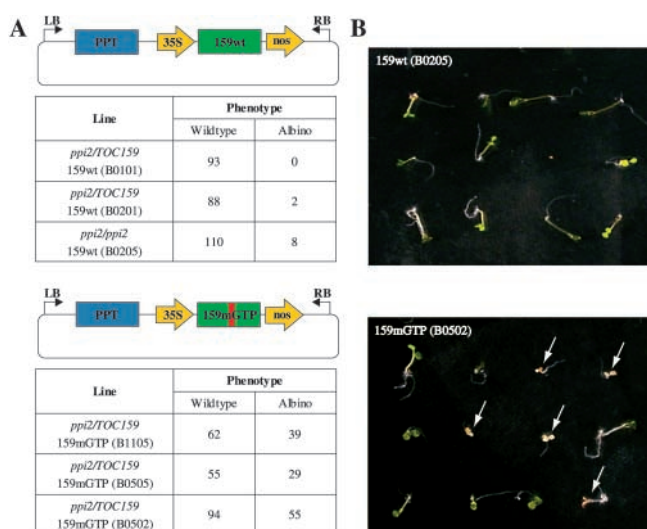 A
LB RB
PPT 35S 159wt nos
Line Phenotype
Wildtype Albino
ppi2/TOC159
159wt (B0101) 93 0
ppi2/TOC159
159wt (B0201) 88 2
ppi2/ppi2
159wt (B0205) 110 8
LB RB
PPT 35S 159mGTP nos
Line Phenotype
Wildtype Albino
ppi2/TOC159
159mGTP (B1105) 62 39
ppi2/TOC159
159mGTP (B0505) 55 29
ppi2/TOC159
159mGTP (B0502) 94 55
B
159wt (B0205)
159mGTP (B0502)